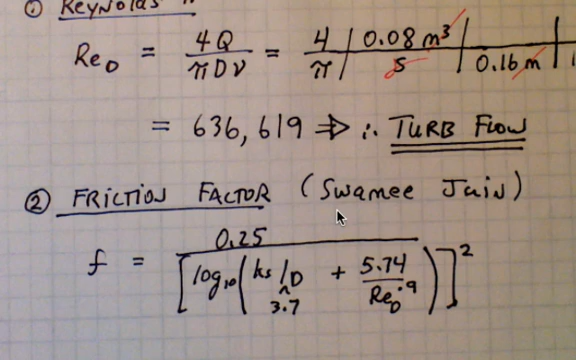 ① Reynolds
Re_D = 4Q / πDν = 4 / π | 0.08 m³ / s | 0.16 m |
= 636,619 ⇒ ∴ TURB FLOW
② FRICTION FACTOR (Swamee Jain)
f = 0.25 / [log₁₀(ks/D / 3.7 + 5.74 / Re_D^.9)]²